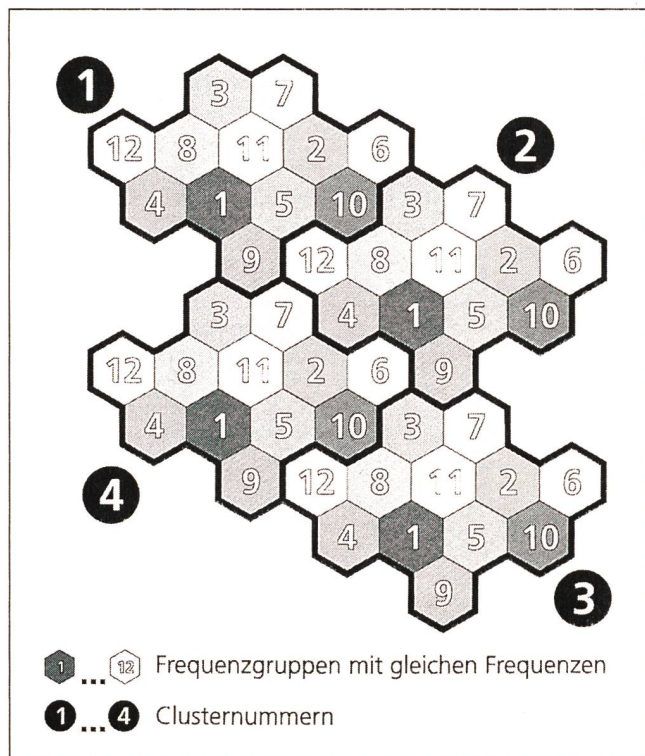 1
3 7
12 8 11 2 6
2
4 1 5 10 3 7
9 12 8 11 2 6
3 7 4 1 5 10
12 8 11 2 6 9
4 1 5 10 3 7
4
9 12 8 11 2 6
4 1 5 10
3
9
1 ... 12 Frequenzgruppen mit gleichen Frequenzen
1 ... 4 Clusternummern